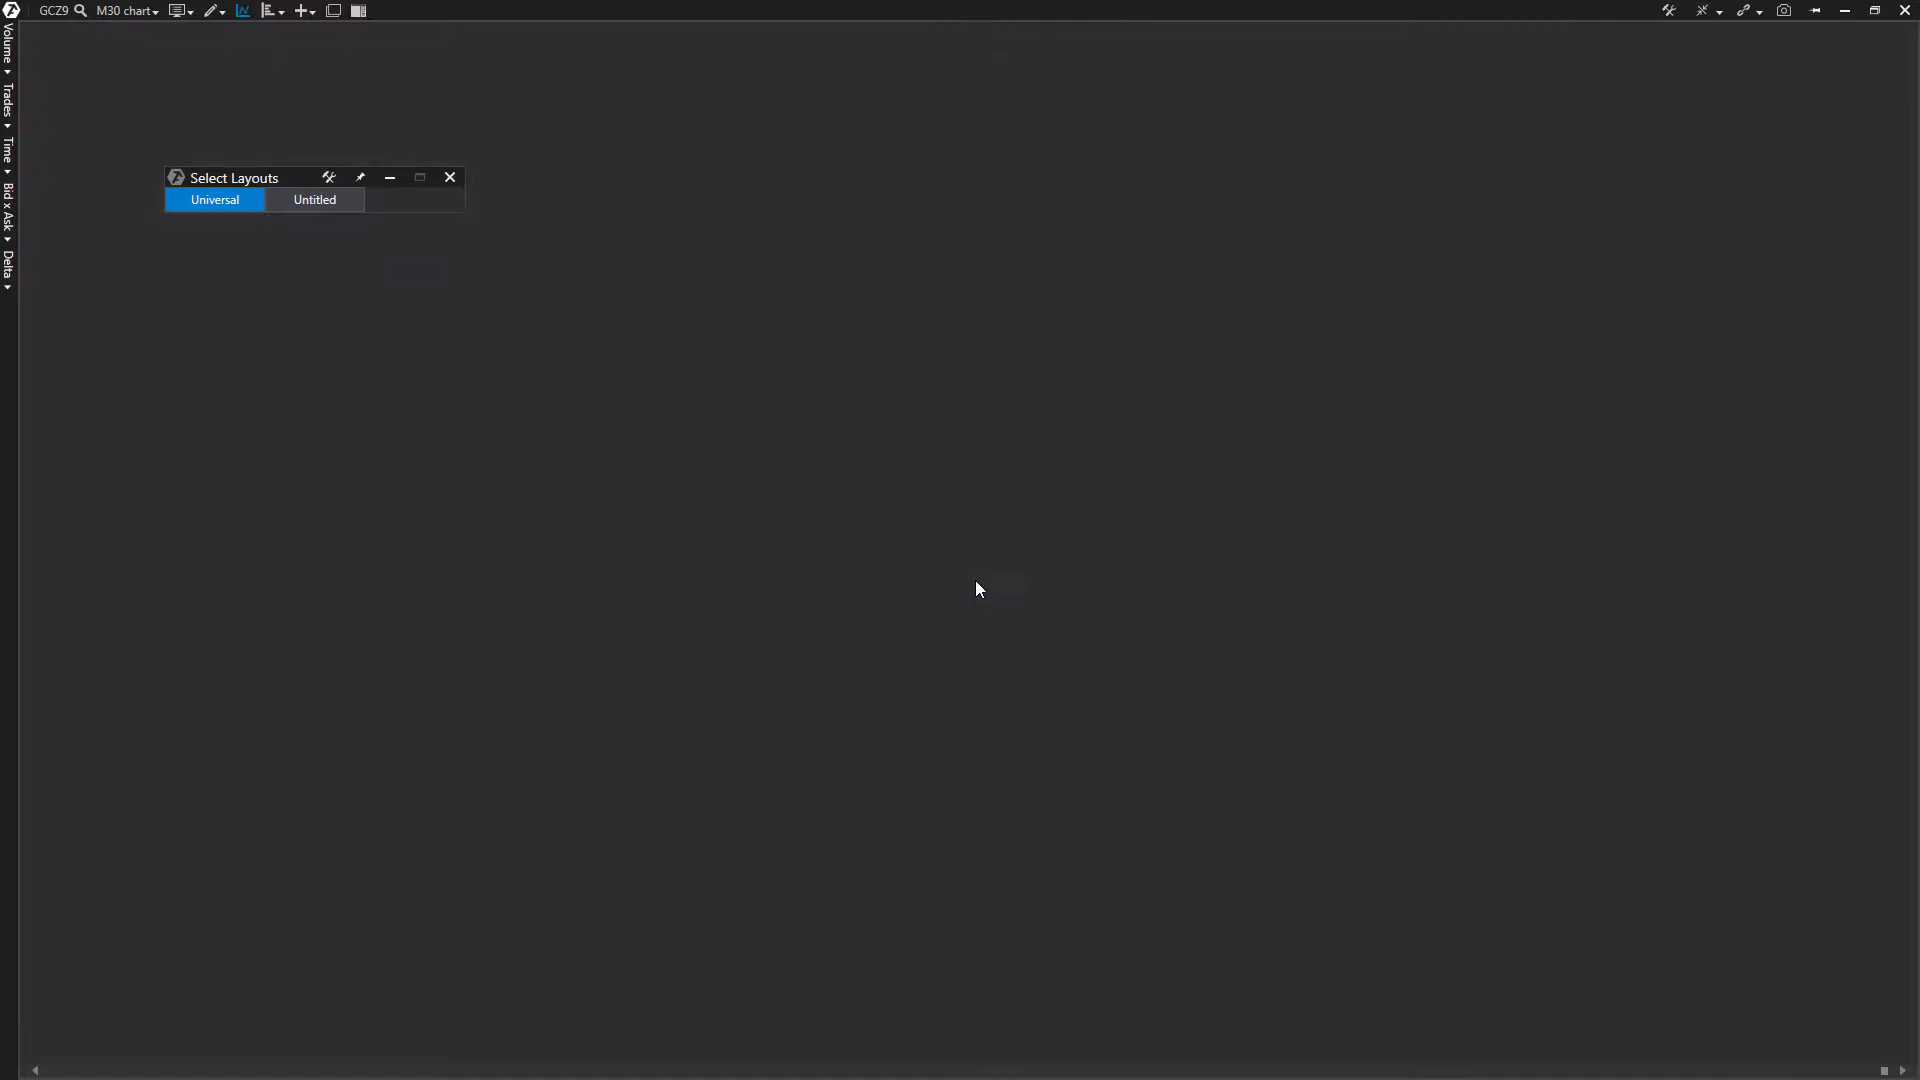 GCZ9 M30 chart
Volume
Trades
Time
Bid x Ask
Delta
Select Layouts
Universal Untitled